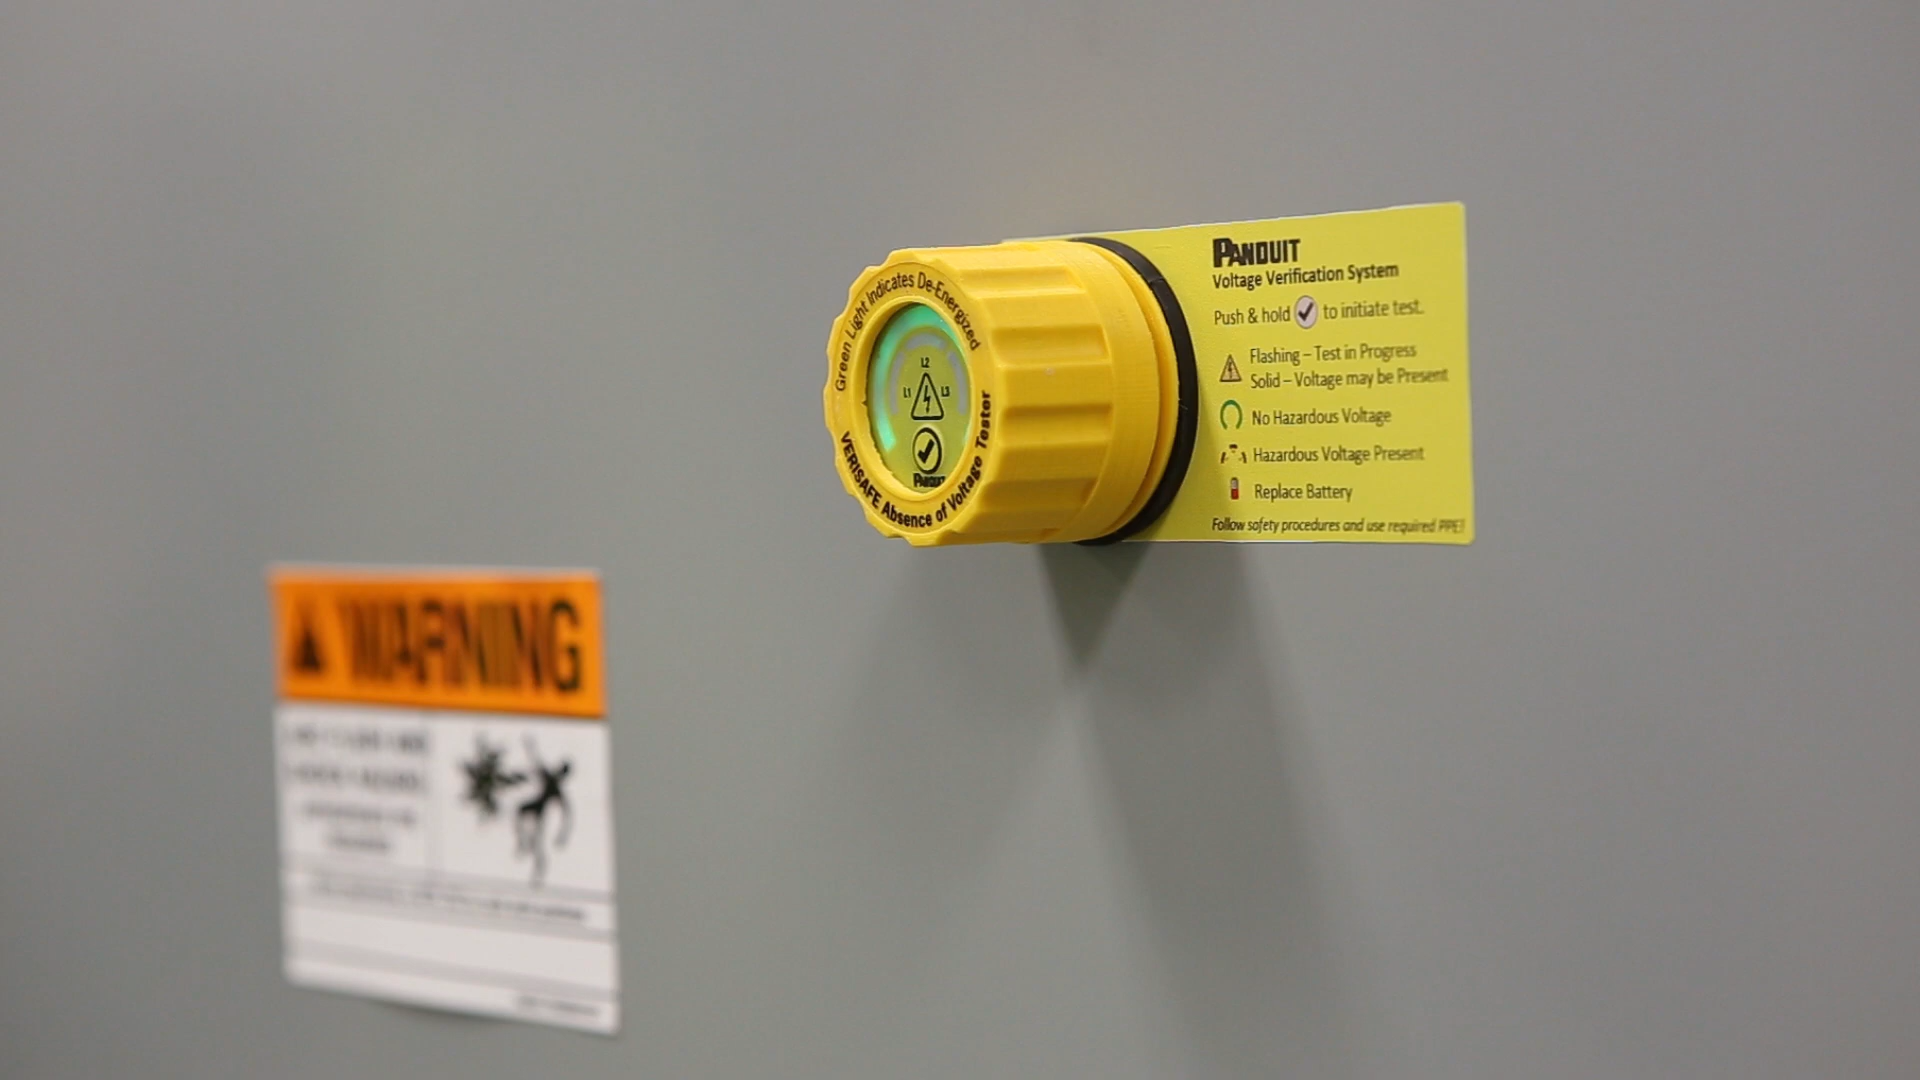 Green Light Indicates De-Energized
L2
L1
L3
PANDUIT
VERISAFE Absence of Voltage Tester
PANDUIT
Voltage Verification System
Push & hold ✓ to initiate test.
Flashing – Test in Progress
Solid – Voltage may be Present
No Hazardous Voltage
Hazardous Voltage Present
Replace Battery
Follow safety procedures and use required PPE!
WARNING